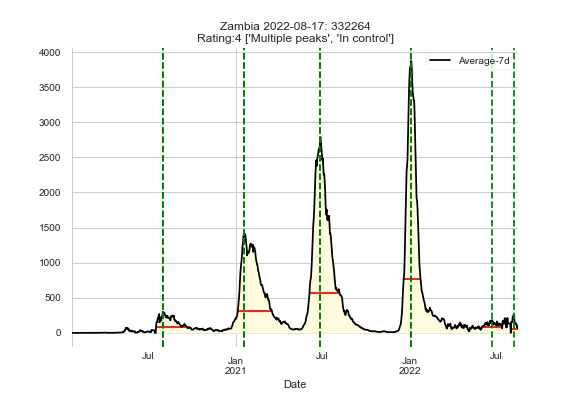 Zambia 2022-08-17: 332264
Rating:4 ['Multiple peaks', 'In control']
Average-7d
4000
3500
3000
2500
2000
1500
1000
500
0
Jul
Jan
2021
Jul
Jan
2022
Jul
Date